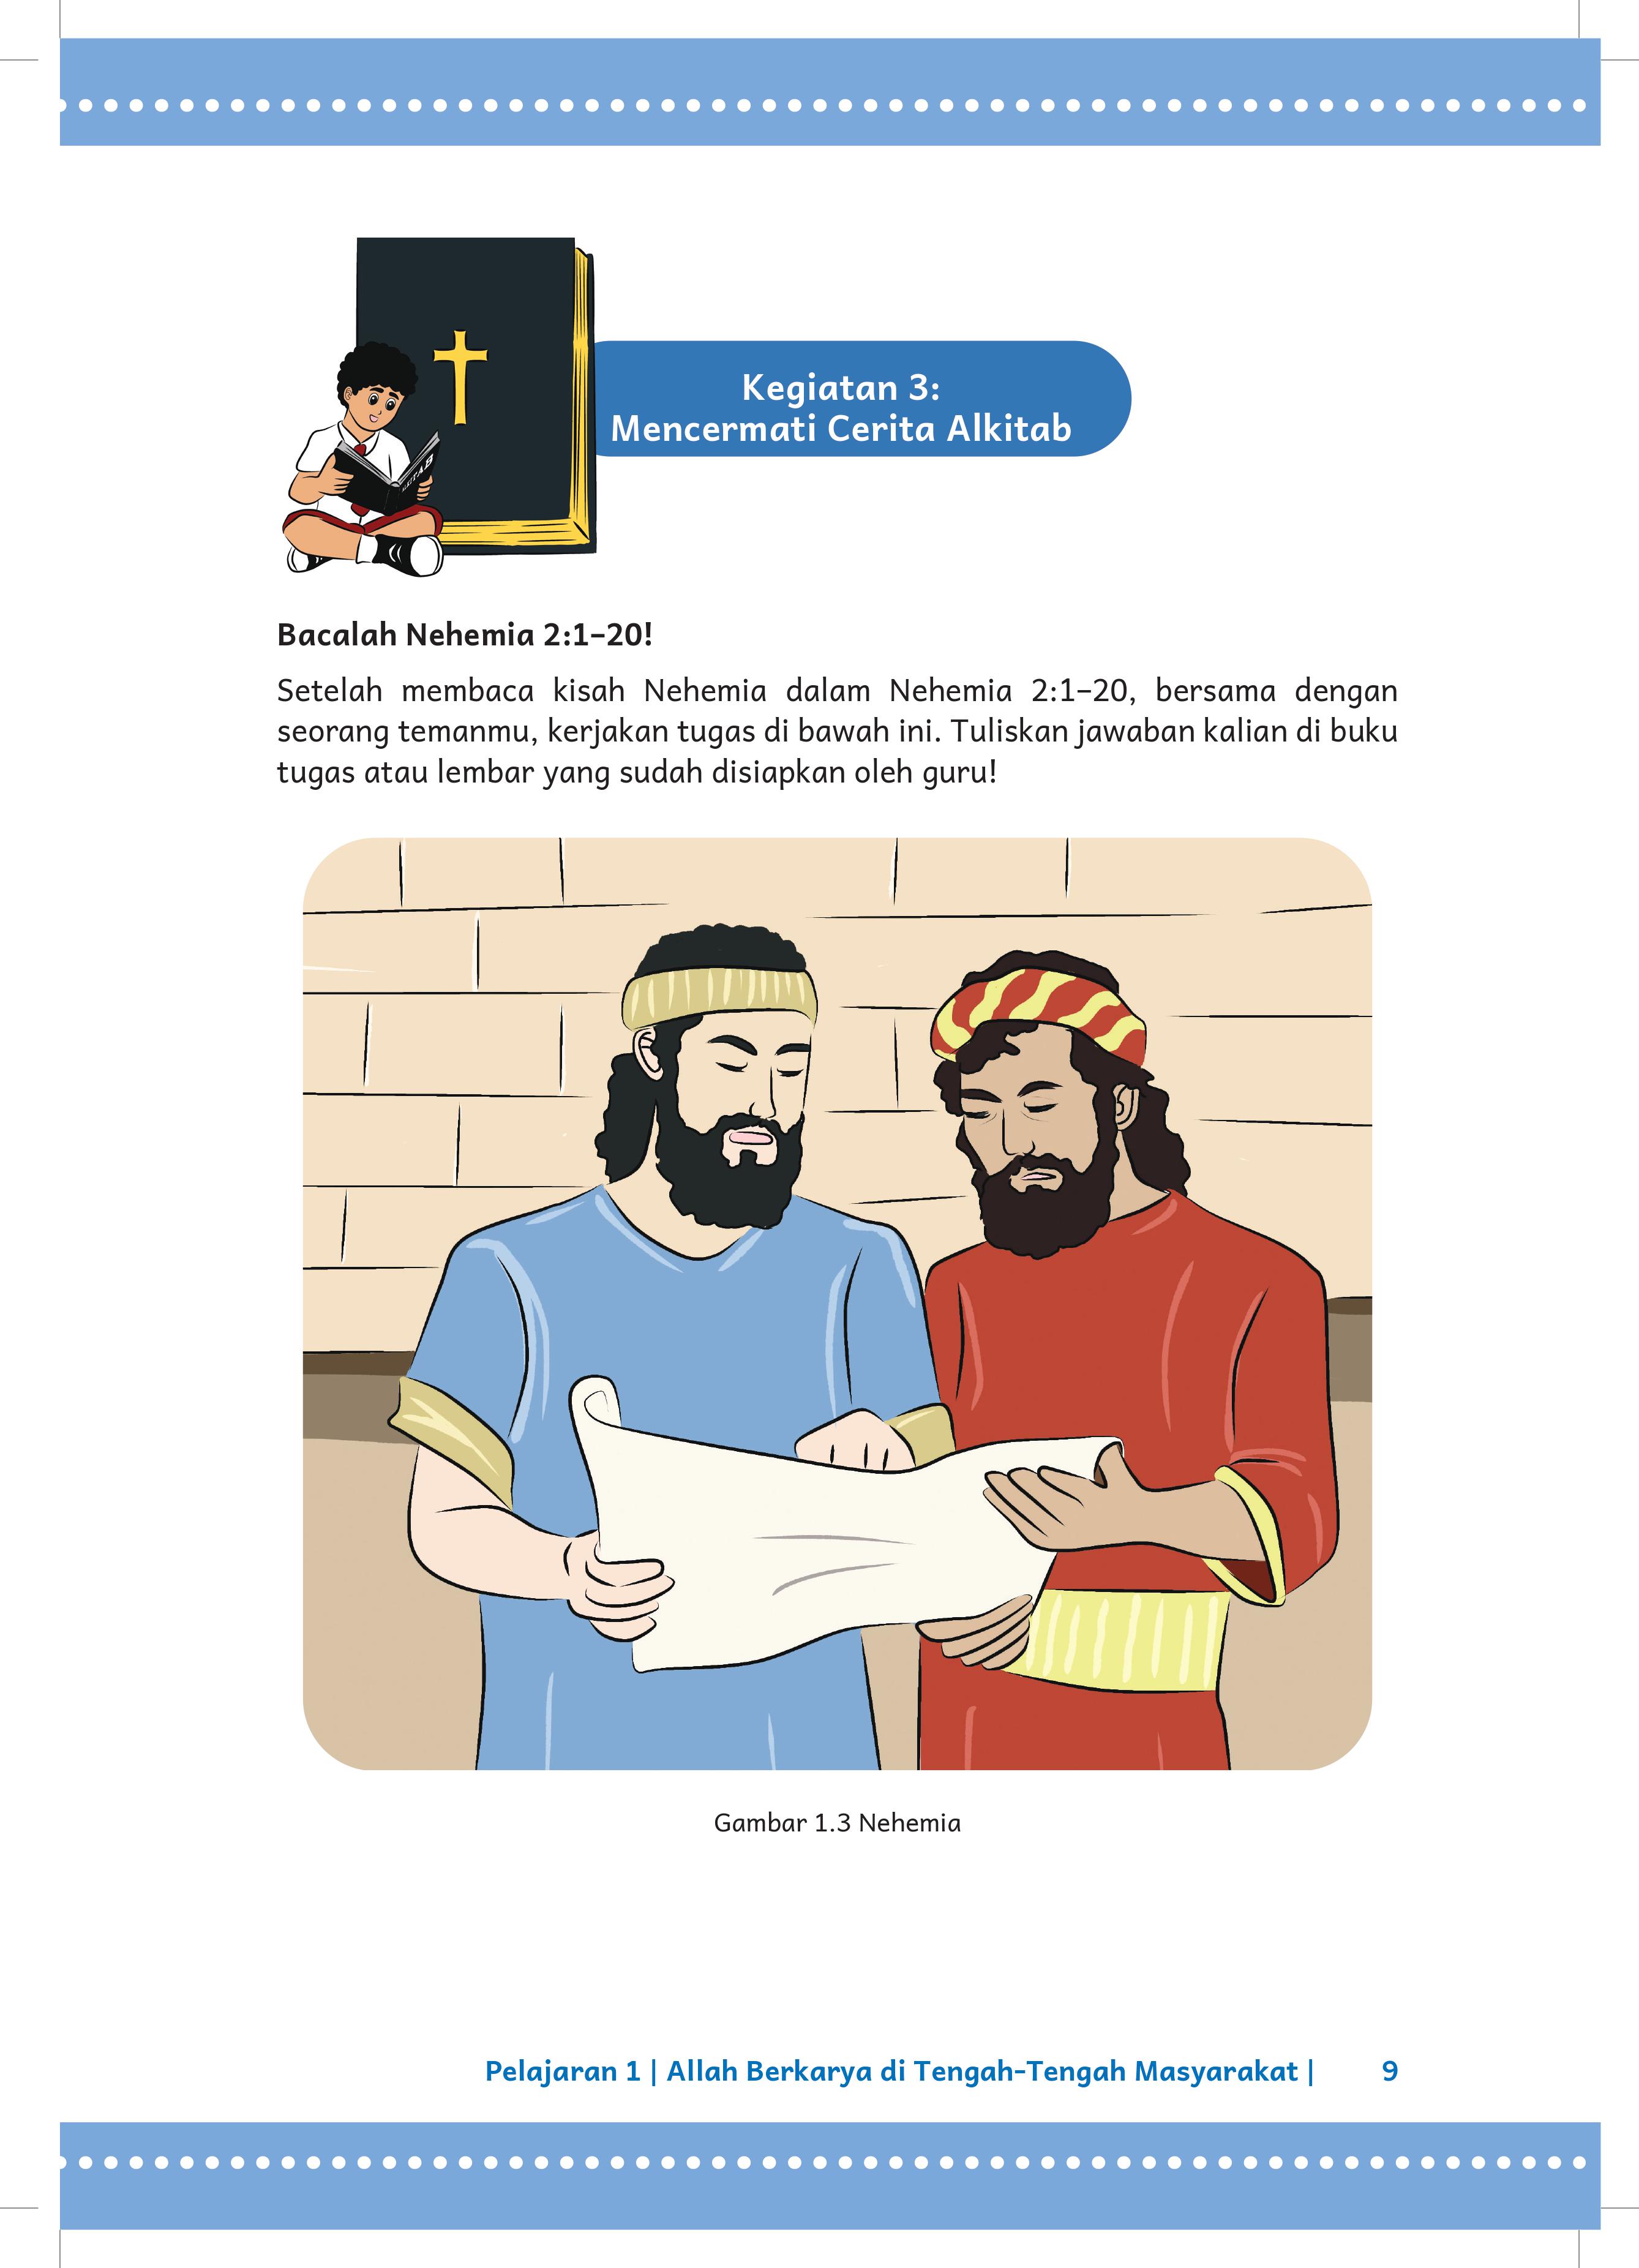 Kegiatan 3:
Mencermati Cerita Alkitab
Bacalah Nehemia 2:1–20!
Setelah membaca kisah Nehemia dalam Nehemia 2:1–20, bersama dengan
seorang temanmu, kerjakan tugas di bawah ini. Tuliskan jawaban kalian di buku
tugas atau lembar yang sudah disiapkan oleh guru!
Gambar 1.3 Nehemia
Pelajaran 1 | Allah Berkarya di Tengah-Tengah Masyarakat | 9